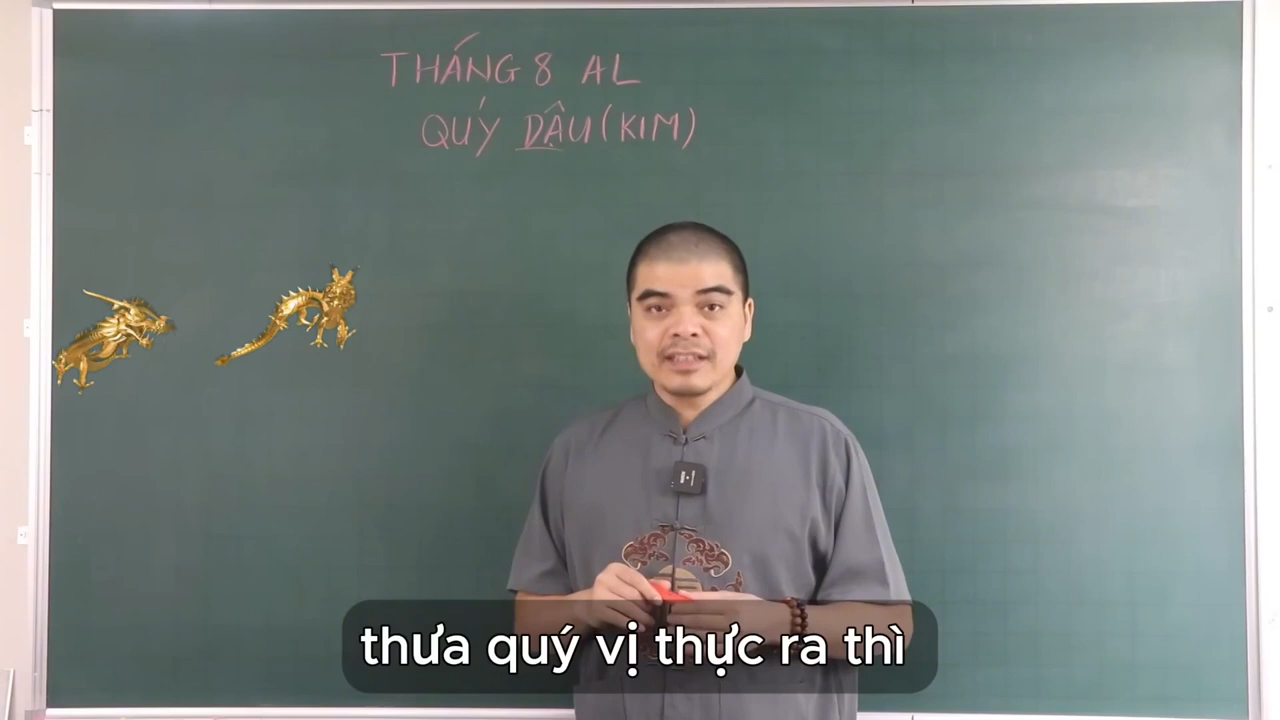 THÁNG 8 AL
QUÝ DẬU (KIM)
thưa quý vị thực ra thì